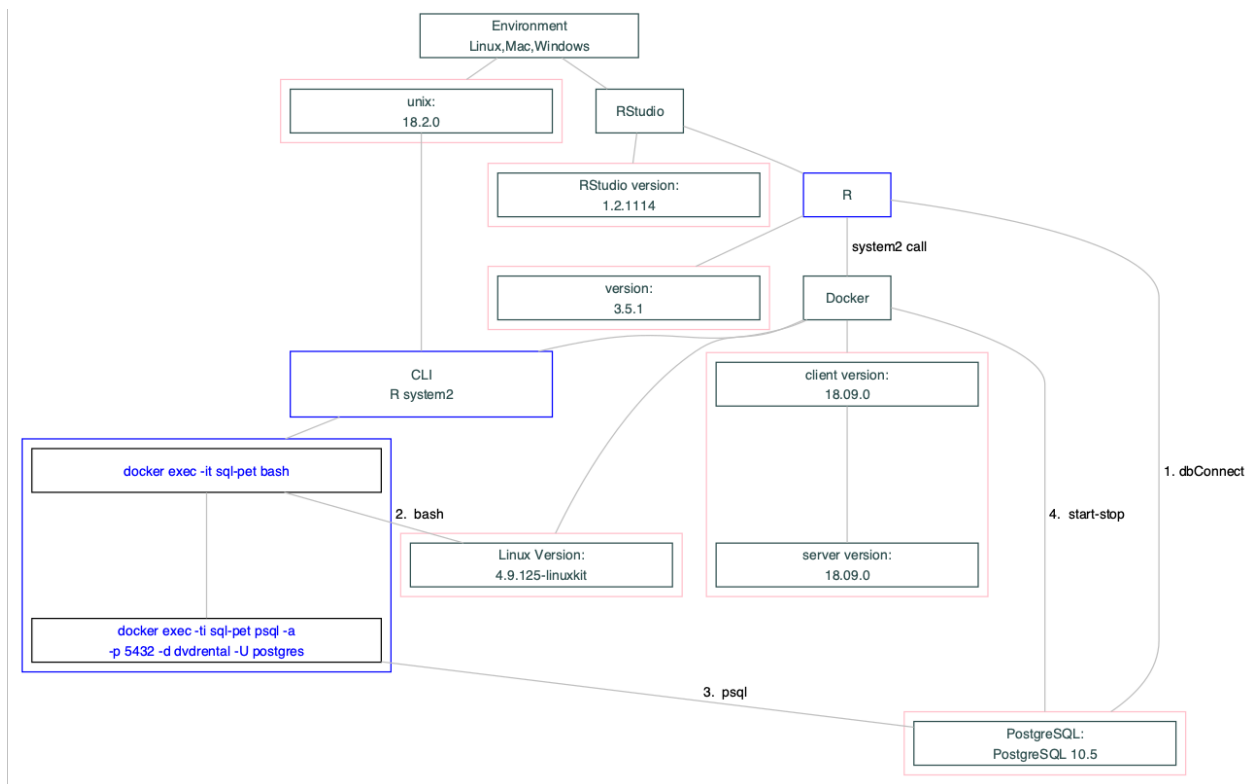 Environment
Linux,Mac,Windows
unix:
18.2.0
RStudio
RStudio version:
1.2.1114
R
system2 call
version:
3.5.1
Docker
CLI
R system2
client version:
18.09.0
docker exec -it sql-pet bash
1. dbConnect
2.  bash
4.  start-stop
Linux Version:
4.9.125-linuxkit
server version:
18.09.0
docker exec -ti sql-pet psql -a
-p 5432 -d dvdrental -U postgres
3.  psql
PostgreSQL:
PostgreSQL 10.5